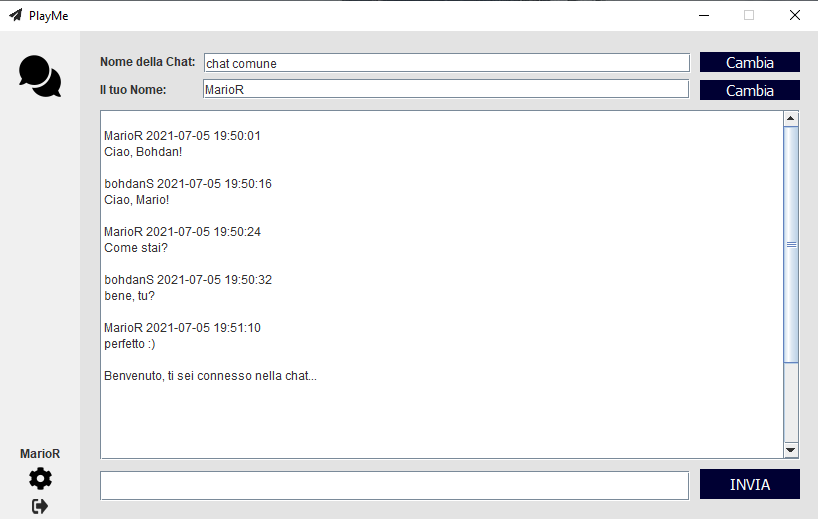 PlayMe
Nome della Chat: chat comune Cambia
Il tuo Nome: MarioR Cambia
MarioR 2021-07-05 19:50:01
Ciao, Bohdan!
bohdanS 2021-07-05 19:50:16
Ciao, Mario!
MarioR 2021-07-05 19:50:24
Come stai?
bohdanS 2021-07-05 19:50:32
bene, tu?
MarioR 2021-07-05 19:51:10
perfetto :)
Benvenuto, ti sei connesso nella chat...
MarioR
INVIA